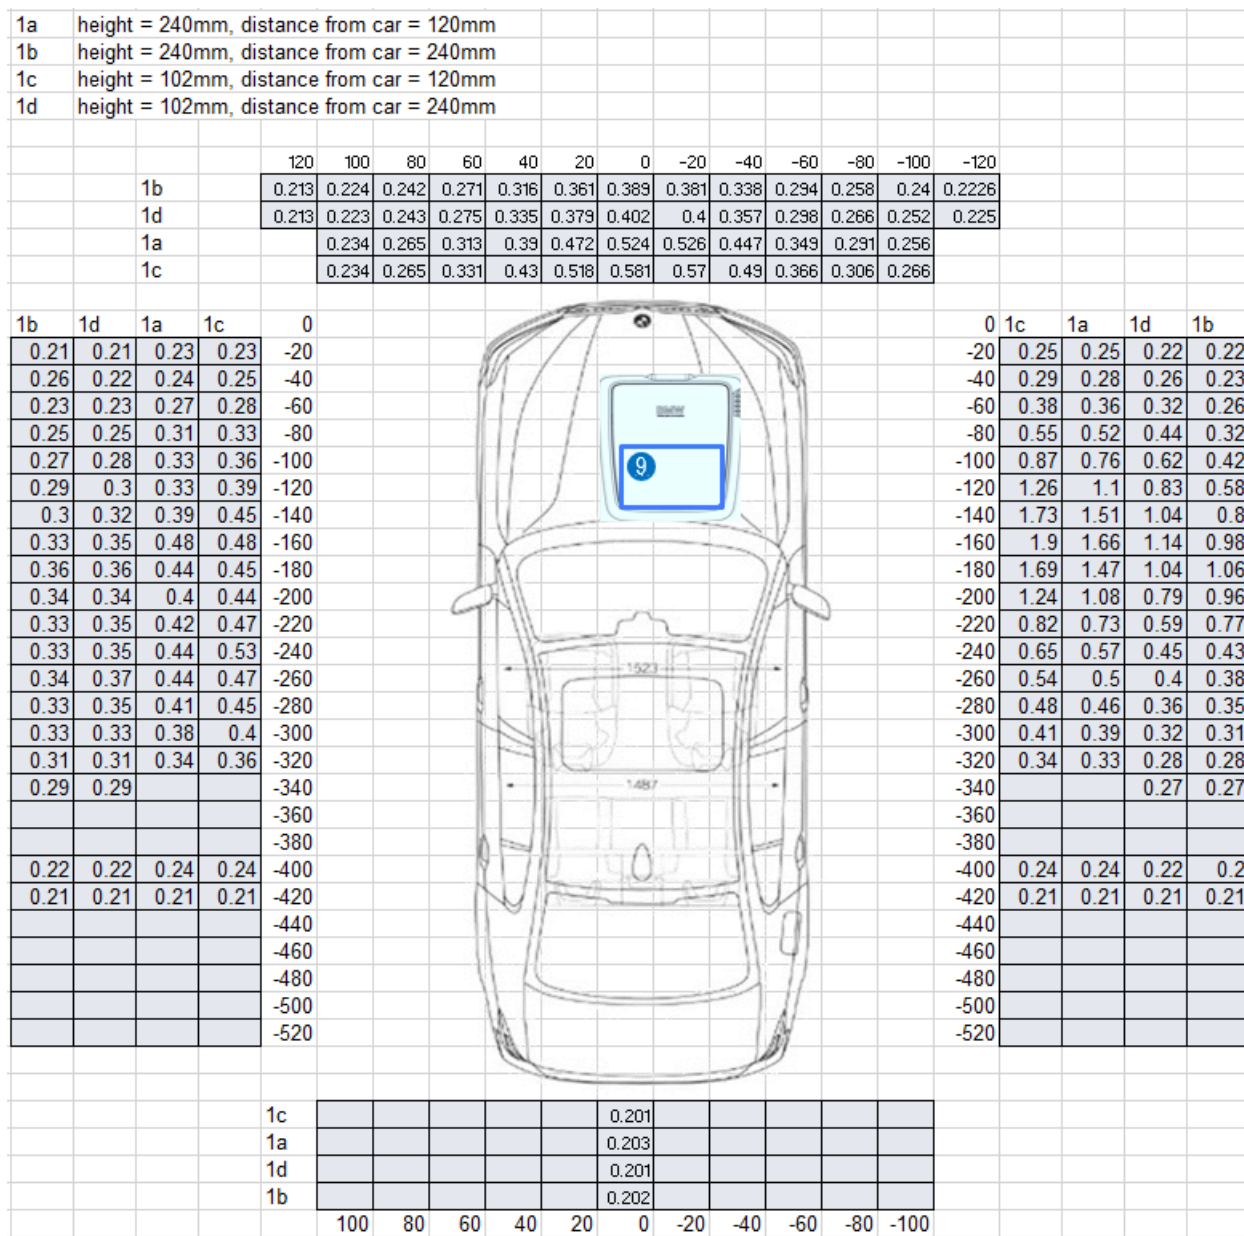 1a height = 240mm, distance from car = 120mm
1b height = 240mm, distance from car = 240mm
1c height = 102mm, distance from car = 120mm
1d height = 102mm, distance from car = 240mm
120 100 80 60 40 20 0 -20 -40 -60 -80 -100 -120
1b 0.213 0.224 0.242 0.271 0.316 0.361 0.389 0.381 0.338 0.294 0.258 0.24 0.2226
1d 0.213 0.223 0.243 0.275 0.335 0.379 0.402 0.4 0.357 0.298 0.266 0.252 0.225
1a 0.234 0.265 0.313 0.39 0.472 0.524 0.526 0.447 0.349 0.291 0.256
1c 0.234 0.265 0.331 0.43 0.518 0.581 0.57 0.49 0.366 0.306 0.266
1b 1d 1a 1c 0 0 1c 1a 1d 1b
0.21 0.21 0.23 0.23 -20 -20 0.25 0.25 0.22 0.22
0.26 0.22 0.24 0.25 -40 -40 0.29 0.28 0.26 0.23
0.23 0.23 0.27 0.28 -60 BMW -60 0.38 0.36 0.32 0.26
0.25 0.25 0.31 0.33 -80 -80 0.55 0.52 0.44 0.32
0.27 0.28 0.33 0.36 -100 9 -100 0.87 0.76 0.62 0.42
0.29 0.3 0.33 0.39 -120 -120 1.26 1.1 0.83 0.58
0.3 0.32 0.39 0.45 -140 -140 1.73 1.51 1.04 0.8
0.33 0.35 0.48 0.48 -160 -160 1.9 1.66 1.14 0.98
0.36 0.36 0.44 0.45 -180 -180 1.69 1.47 1.04 1.06
0.34 0.34 0.4 0.44 -200 -200 1.24 1.08 0.79 0.96
0.33 0.35 0.42 0.47 -220 -220 0.82 0.73 0.59 0.77
0.33 0.35 0.44 0.53 -240 1523 -240 0.65 0.57 0.45 0.43
0.34 0.37 0.44 0.47 -260 -260 0.54 0.5 0.4 0.38
0.33 0.35 0.41 0.45 -280 -280 0.48 0.46 0.36 0.35
0.33 0.33 0.38 0.4 -300 -300 0.41 0.39 0.32 0.31
0.31 0.31 0.34 0.36 -320 -320 0.34 0.33 0.28 0.28
0.29 0.29 -340 1487 -340 0.27 0.27
-360 -360
-380 -380
0.22 0.22 0.24 0.24 -400 -400 0.24 0.24 0.22 0.2
0.21 0.21 0.21 0.21 -420 -420 0.21 0.21 0.21 0.21
-440 -440
-460 -460
-480 -480
-500 -500
-520 -520
1c 0.201
1a 0.203
1d 0.201
1b 0.202
100 80 60 40 20 0 -20 -40 -60 -80 -100